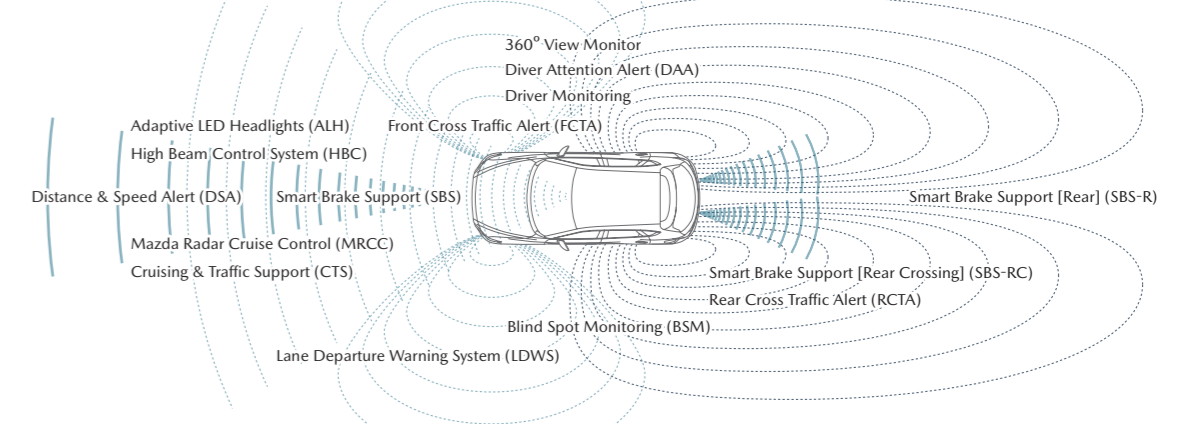 360° View Monitor
Diver Attention Alert (DAA)
Driver Monitoring
Adaptive LED Headlights (ALH)
Front Cross Traffic Alert (FCTA)
High Beam Control System (HBC)
Distance & Speed Alert (DSA)
Smart Brake Support (SBS)
Smart Brake Support [Rear] (SBS-R)
Mazda Radar Cruise Control (MRCC)
Cruising & Traffic Support (CTS)
Smart Brake Support [Rear Crossing] (SBS-RC)
Rear Cross Traffic Alert (RCTA)
Blind Spot Monitoring (BSM)
Lane Departure Warning System (LDWS)